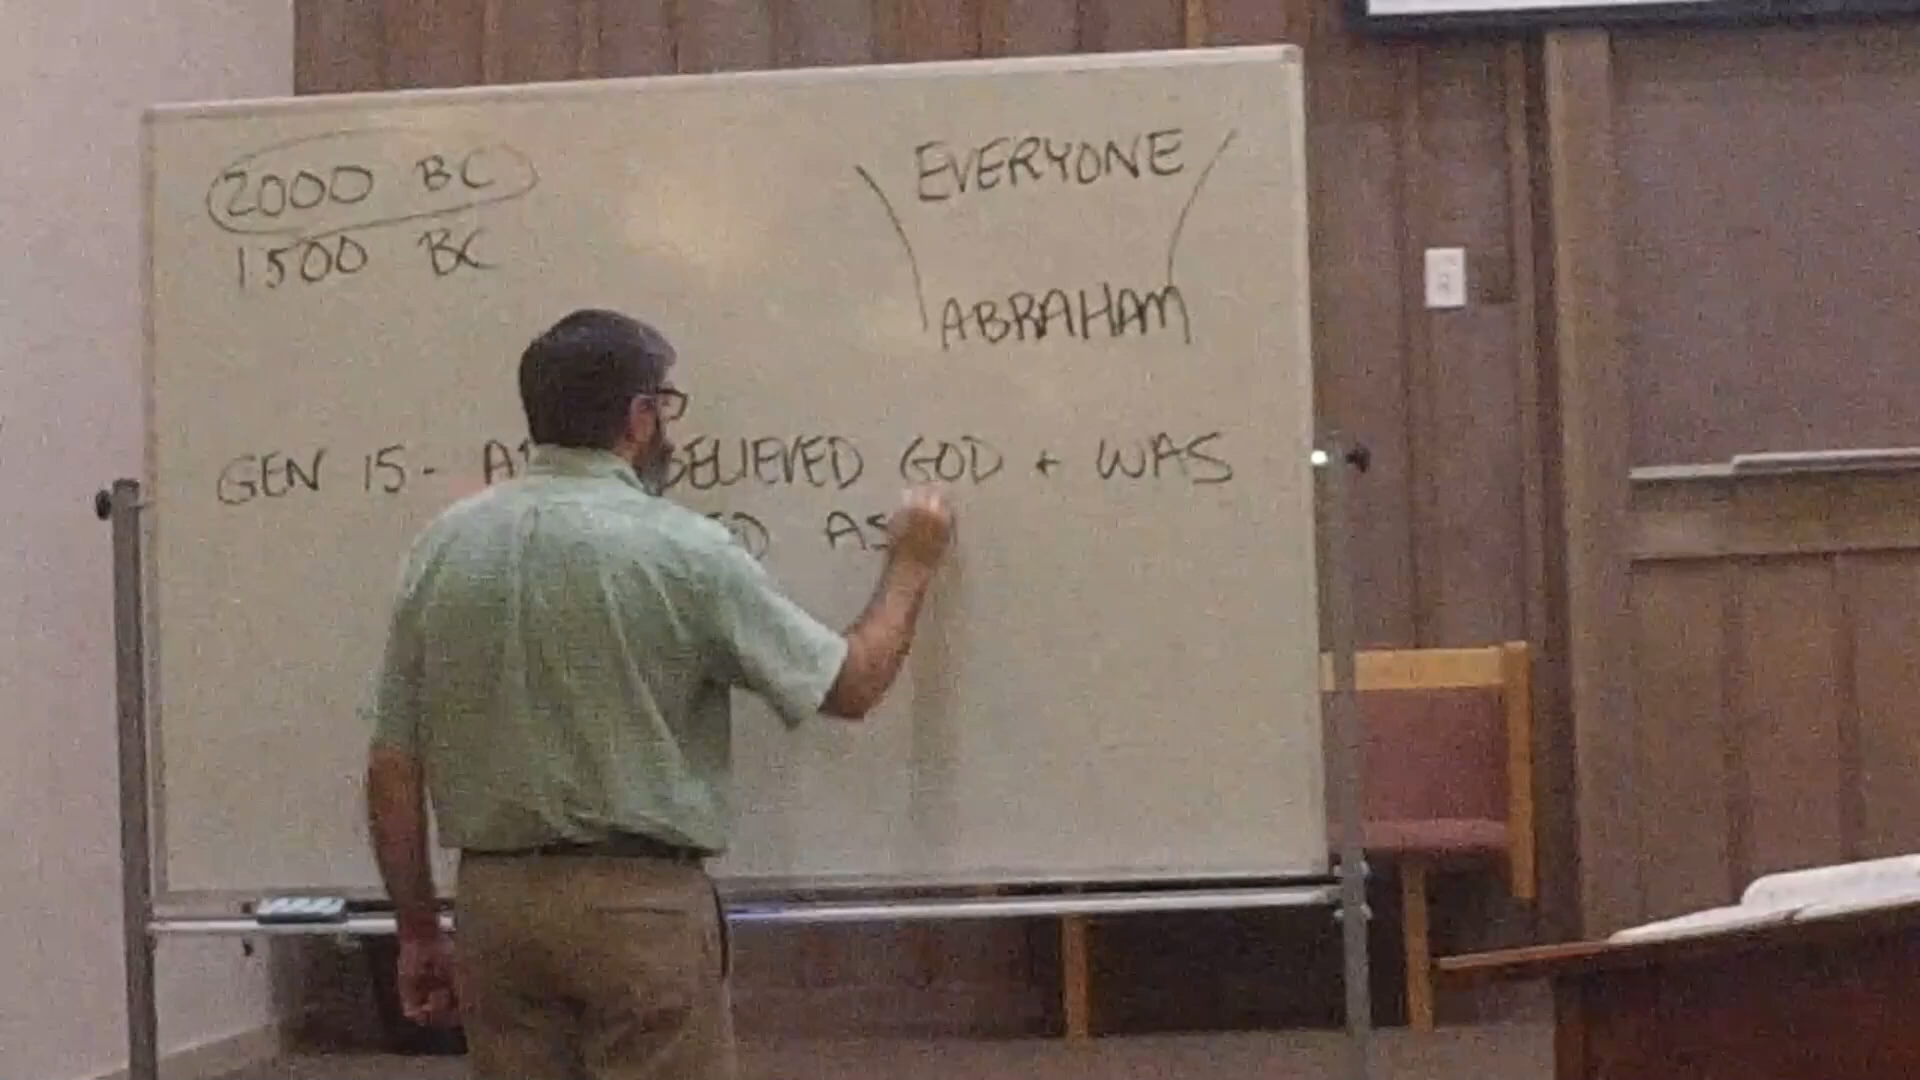 2000 BC
1500 BC
EVERYONE
ABRAHAM
GEN 15- BELIEVED GOD + WAS
AS